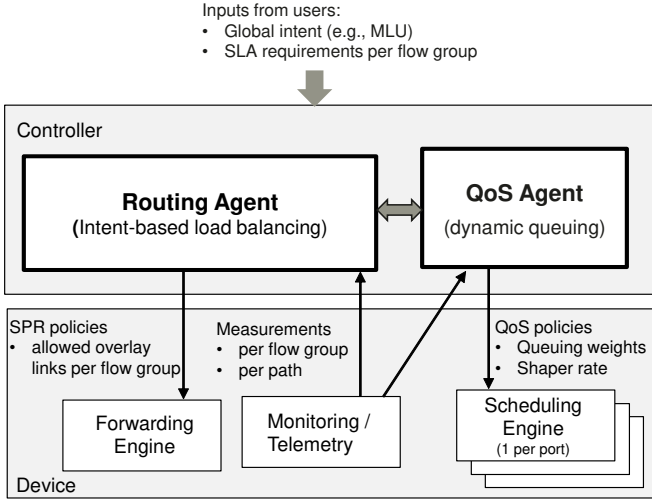 Inputs from users:
• Global intent (e.g., MLU)
• SLA requirements per flow group
Controller
Routing Agent
(Intent-based load balancing)
QoS Agent
(dynamic queuing)
SPR policies
• allowed overlay
links per flow group
Measurements
• per flow group
• per path
QoS policies
• Queuing weights
• Shaper rate
Forwarding
Engine
Monitoring /
Telemetry
Scheduling
Engine
(1 per port)
Device